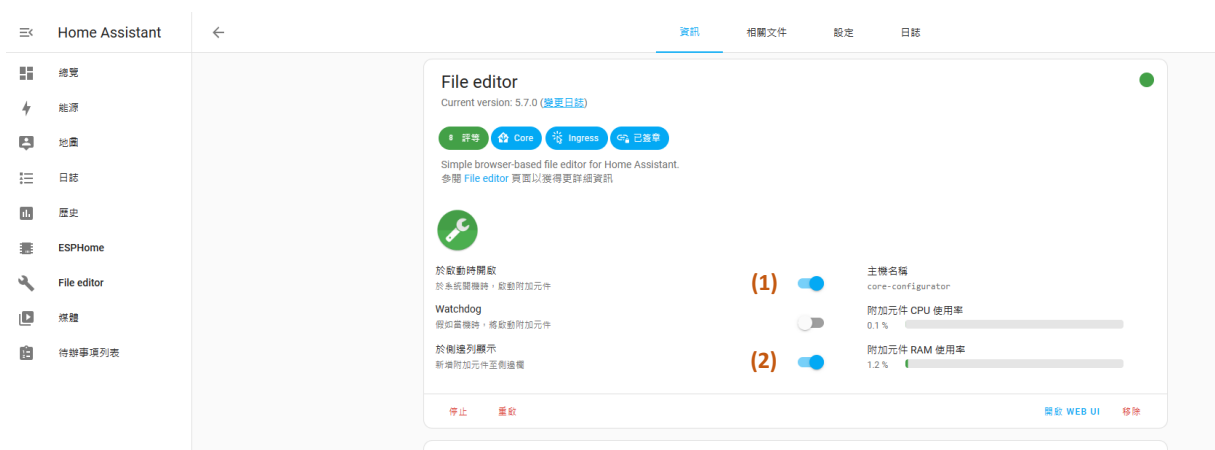 Home Assistant
總覽
能源
地圖
日誌
歷史
ESPHome
File editor
媒體
待辦事項列表
資訊 相關文件 設定 日誌
File editor
Current version: 5.7.0 (變更日誌)
8 評等 Core Ingress 已簽章
Simple browser-based file editor for Home Assistant.
參閱 File editor 頁面以獲得更詳細資訊
於啟動時開啟
於系統開機時，啟動附加元件
(1)
Watchdog
假如當機時，將啟動附加元件
於側邊列顯示
新增附加元件至側邊欄
(2)
主機名稱
core-configurator
附加元件 CPU 使用率
0.1 %
附加元件 RAM 使用率
1.2 %
停止 重啟 開啟 WEB UI 移除